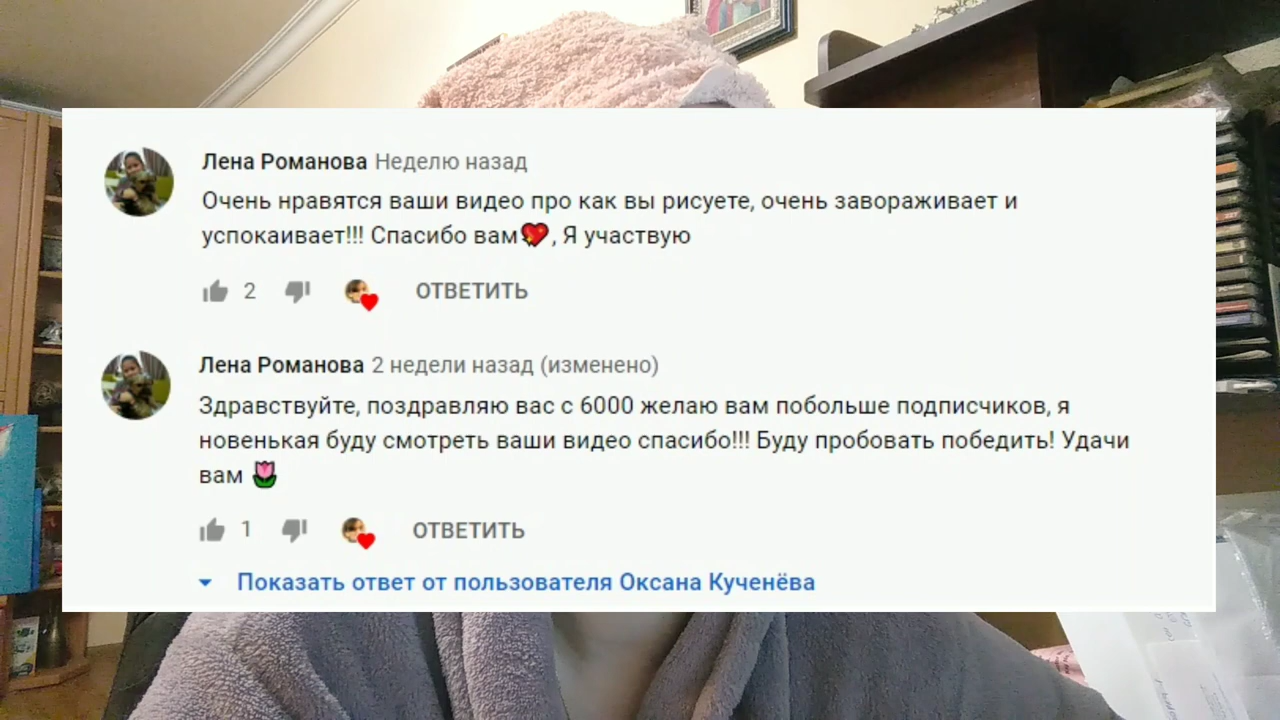 Лена Романова Неделю назад
Очень нравятся ваши видео про как вы рисуете, очень завораживает и
успокаивает!!! Спасибо вам💖, Я участвую
2 ОТВЕТИТЬ
Лена Романова 2 недели назад (изменено)
Здравствуйте, поздравляю вас с 6000 желаю вам побольше подписчиков, я
новенькая буду смотреть ваши видео спасибо!!! Буду пробовать победить! Удачи
вам 🌷
1 ОТВЕТИТЬ
Показать ответ от пользователя Оксана Кученёва